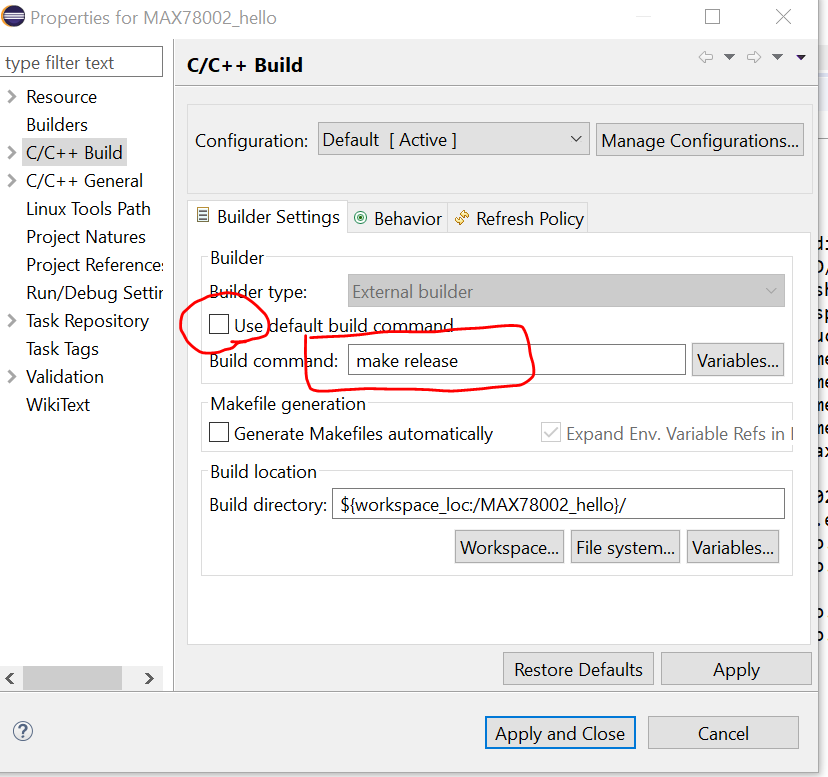 Properties for MAX78002_hello
type filter text
C/C++ Build
Resource
Builders
C/C++ Build
C/C++ General
Linux Tools Path
Project Natures
Project Reference
Run/Debug
Task Repository
Task Tags
Validation
WikiText
Configuration:
Default [ Active ]
Manage Configurations...
Builder Settings
Behavior
Refresh Policy
Builder
Builder type:
External builder
Use default build command
Build command:
make release
Variables...
Makefile generation
Generate Makefiles automatically
Expand Env. Variable Refs in
Build location
Build directory:
${workspace_loc:/MAX78002_hello}/
Workspace...
File system...
Variables...
Restore Defaults
Apply
?
Apply and Close
Cancel